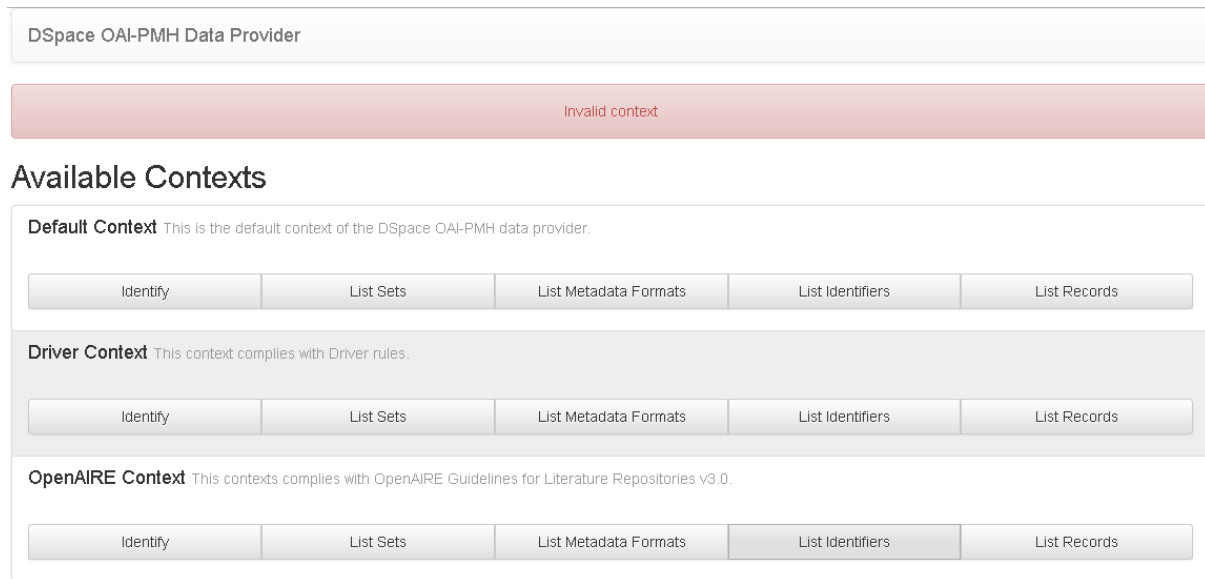 DSpace OAI-PMH Data Provider
Invalid context
Available Contexts
Default Context This is the default context of the DSpace OAI-PMH data provider.
Identify List Sets List Metadata Formats List Identifiers List Records
Driver Context This context complies with Driver rules.
Identify List Sets List Metadata Formats List Identifiers List Records
OpenAIRE Context This contexts complies with OpenAIRE Guidelines for Literature Repositories v3.0.
Identify List Sets List Metadata Formats List Identifiers List Records